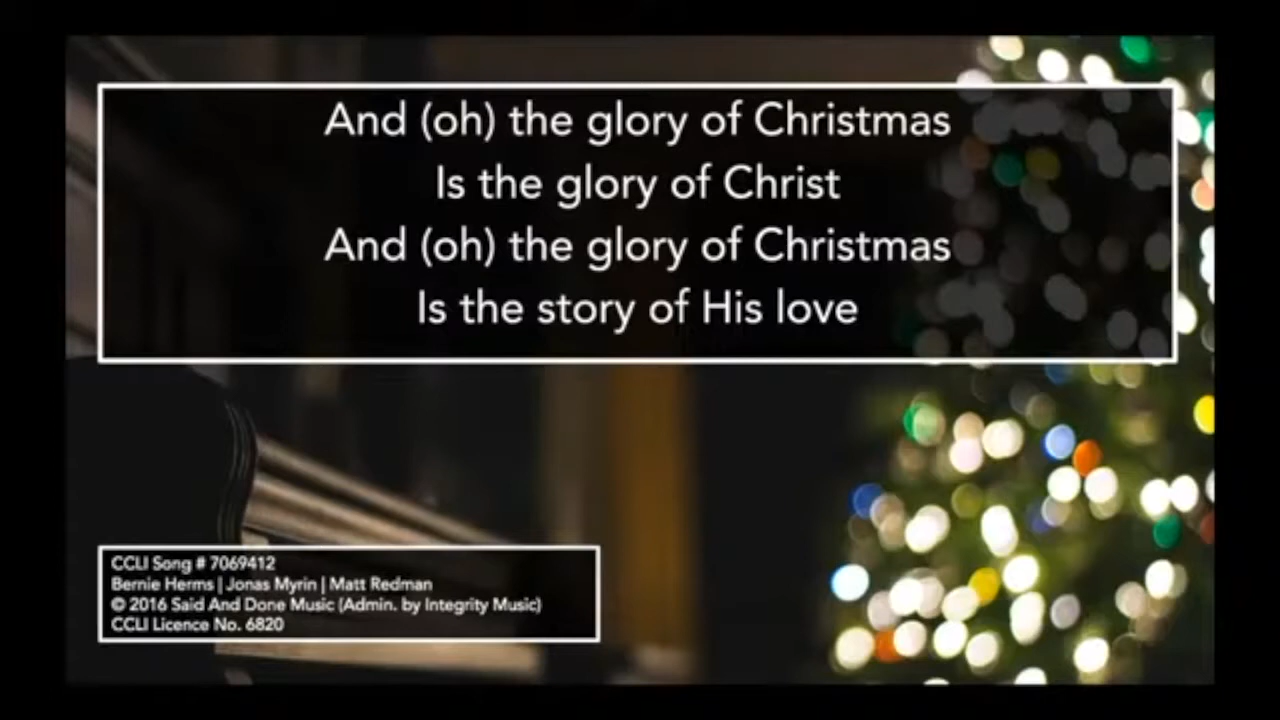 And (oh) the glory of Christmas
Is the glory of Christ
And (oh) the glory of Christmas
Is the story of His love
CCLI Song # 7069412
Bernie Herms | Jonas Myrin | Matt Redman
© 2016 Said And Done Music (Admin. by Integrity Music)
CCLI Licence No. 6820